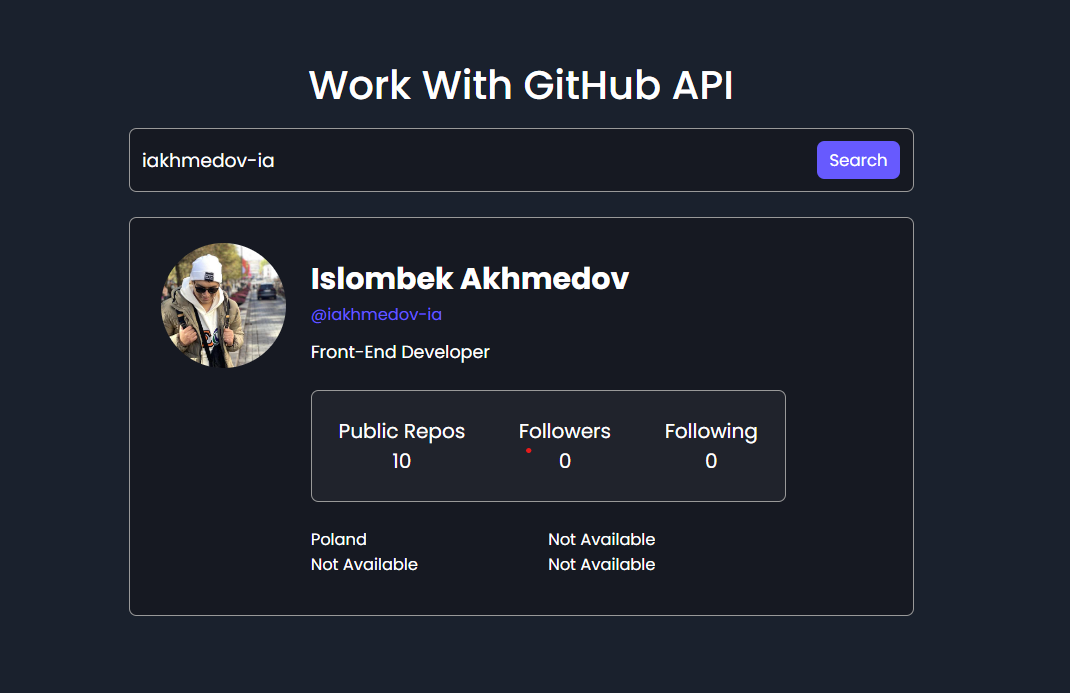 Work With GitHub API
iakhmedov-ia
Search
Islombek Akhmedov
@iakhmedov-ia
Front-End Developer
Public Repos Followers Following
10 0 0
Poland Not Available
Not Available Not Available